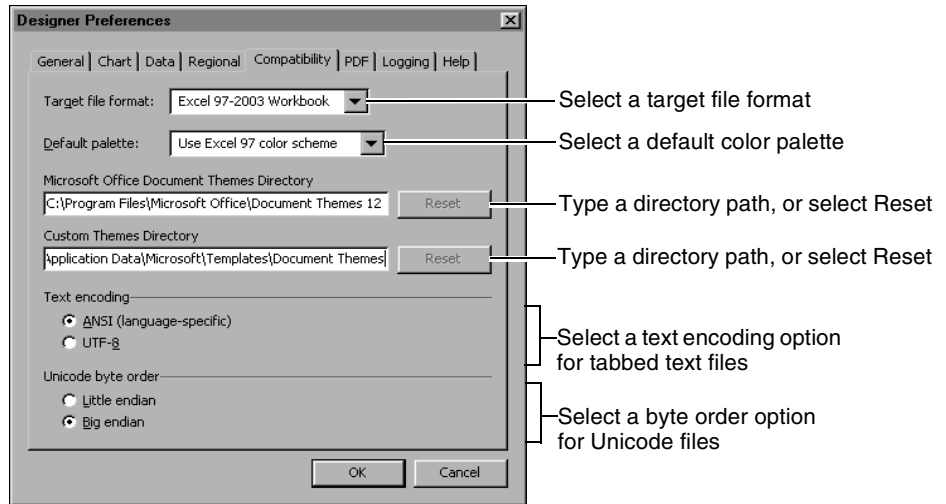 Designer Preferences
General Chart Data Regional Compatibility PDF Logging Help
Target file format: Excel 97-2003 Workbook
Select a target file format
Default palette: Use Excel 97 color scheme
Select a default color palette
Microsoft Office Document Themes Directory
C:\Program Files\Microsoft Office\Document Themes 12 Reset
Type a directory path, or select Reset
Custom Themes Directory
Application Data\Microsoft\Templates\Document Themes Reset
Type a directory path, or select Reset
Text encoding
ANSI (language-specific)
UTF-8
Select a text encoding option
for tabbed text files
Unicode byte order
Little endian
Big endian
Select a byte order option
for Unicode files
OK Cancel